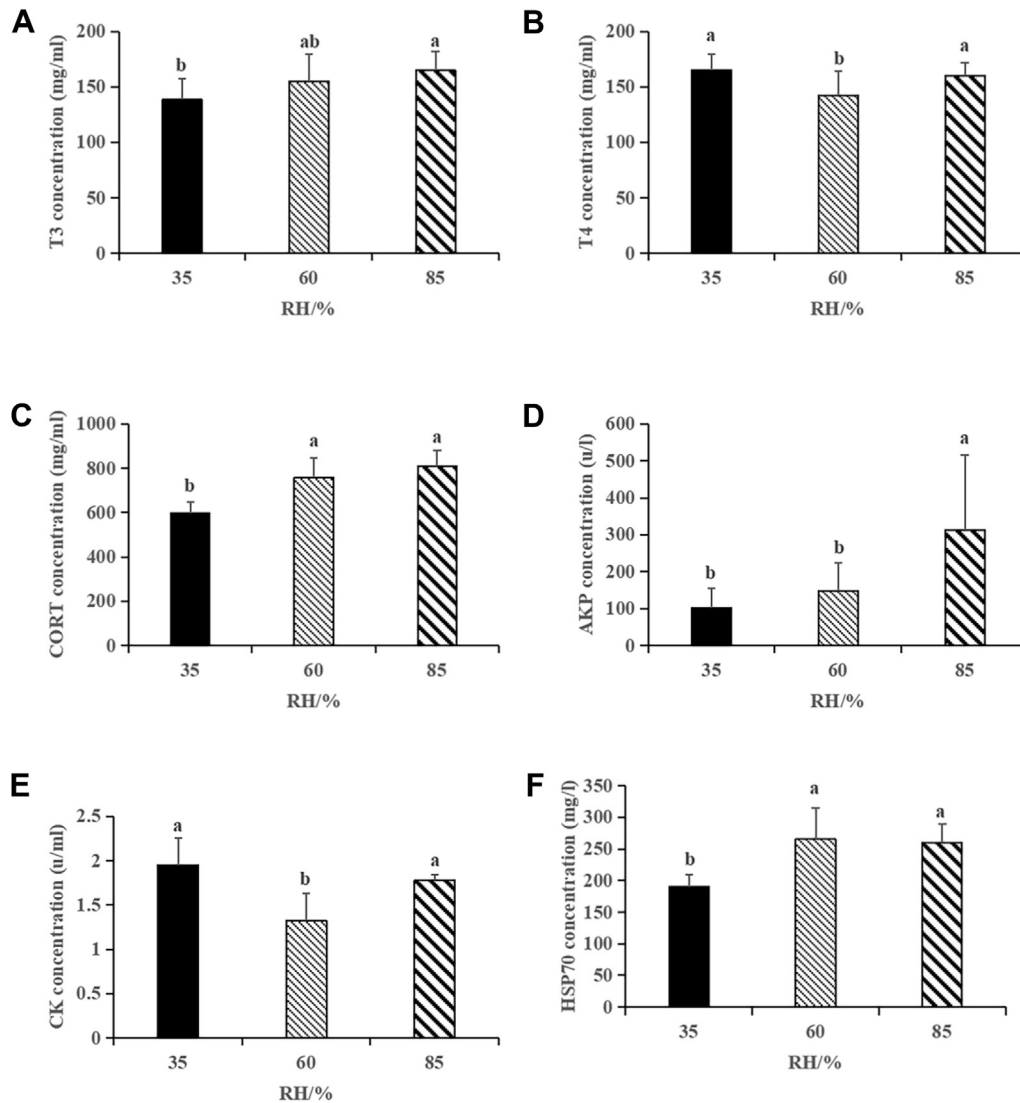 A
T3 concentration (mg/ml)
200
150
100
50
0
b
ab
a
35
60
85
RH/%
B
T4 concentration (mg/ml)
200
150
100
50
0
a
b
a
35
60
85
RH/%
C
CORT concentration (mg/ml)
1000
800
600
400
200
0
b
a
a
35
60
85
RH/%
D
AKP concentration (u/l)
600
500
400
300
200
100
0
b
b
a
35
60
85
RH/%
E
CK concentration (u/ml)
2.5
2
1.5
1
0.5
0
a
b
a
35
60
85
RH/%
F
HSP70 concentration (mg/l)
350
300
250
200
150
100
50
0
b
a
a
35
60
85
RH/%